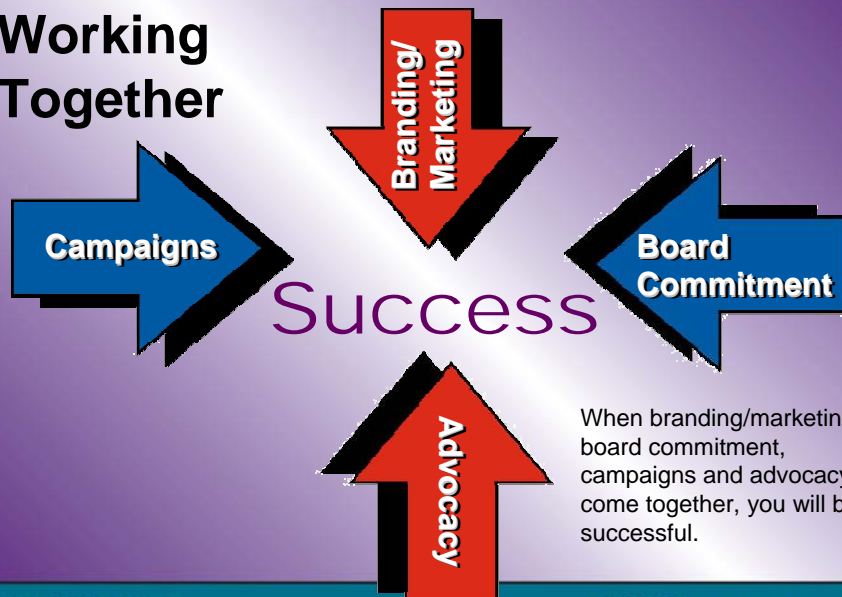 Working
Together
Branding/
Marketing
Campaigns
Board
Commitment
Success
Advocacy
When branding/marketin
board commitment,
campaigns and advocacy
come together, you will b
successful.